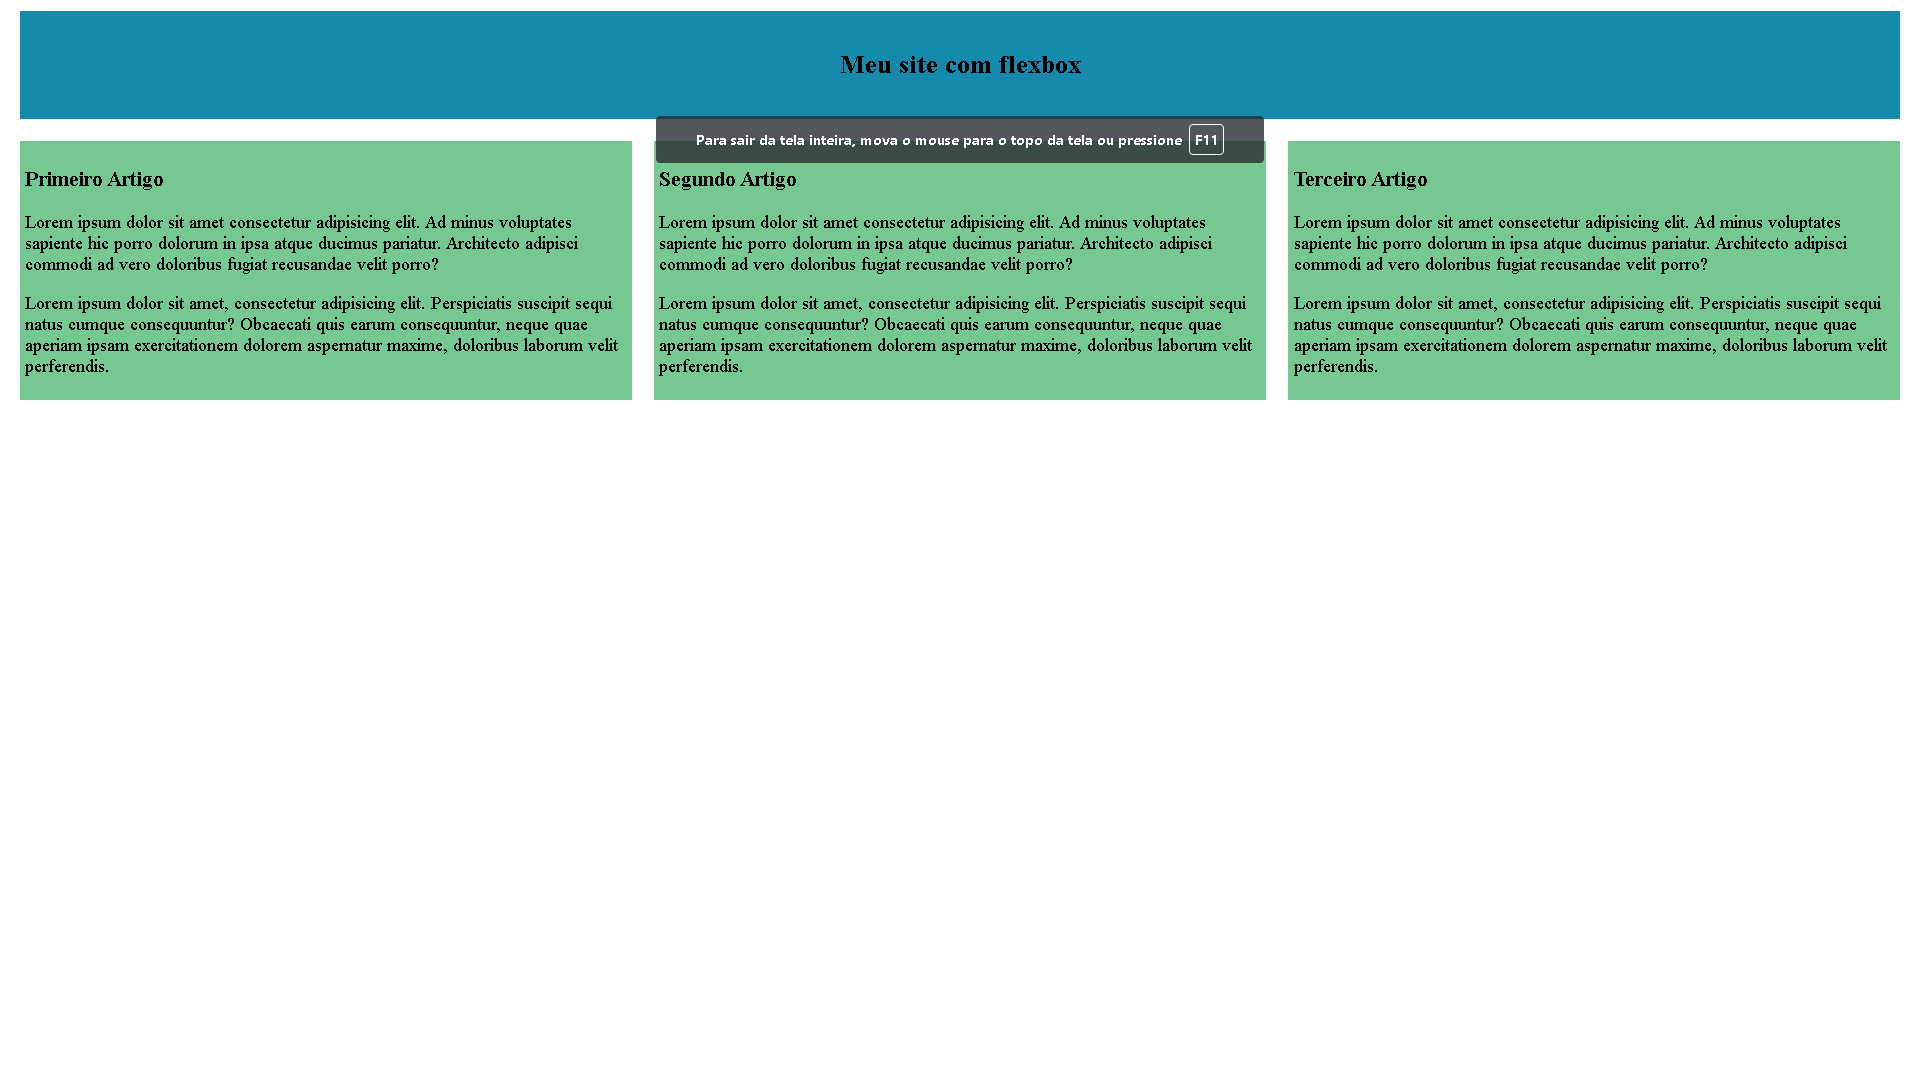 Meu site com flexbox
Para sair da tela inteira, mova o mouse para o topo da tela ou pressione F11
Primeiro Artigo
Lorem ipsum dolor sit amet consectetur adipisicing elit. Ad minus voluptates
sapiente hic porro dolorum in ipsa atque ducimus pariatur. Architecto adipisci
commodi ad vero doloribus fugiat recusandae velit porro?
Lorem ipsum dolor sit amet, consectetur adipisicing elit. Perspiciatis suscipit sequi
natus cumque consequuntur? Obcaecati quis earum consequuntur, neque quae
aperiam ipsam exercitationem dolorem aspernatur maxime, doloribus laborum velit
perferendis.
Segundo Artigo
Lorem ipsum dolor sit amet consectetur adipisicing elit. Ad minus voluptates
sapiente hic porro dolorum in ipsa atque ducimus pariatur. Architecto adipisci
commodi ad vero doloribus fugiat recusandae velit porro?
Lorem ipsum dolor sit amet, consectetur adipisicing elit. Perspiciatis suscipit sequi
natus cumque consequuntur? Obcaecati quis earum consequuntur, neque quae
aperiam ipsam exercitationem dolorem aspernatur maxime, doloribus laborum velit
perferendis.
Terceiro Artigo
Lorem ipsum dolor sit amet consectetur adipisicing elit. Ad minus voluptates
sapiente hic porro dolorum in ipsa atque ducimus pariatur. Architecto adipisci
commodi ad vero doloribus fugiat recusandae velit porro?
Lorem ipsum dolor sit amet, consectetur adipisicing elit. Perspiciatis suscipit sequi
natus cumque consequuntur? Obcaecati quis earum consequuntur, neque quae
aperiam ipsam exercitationem dolorem aspernatur maxime, doloribus laborum velit
perferendis.